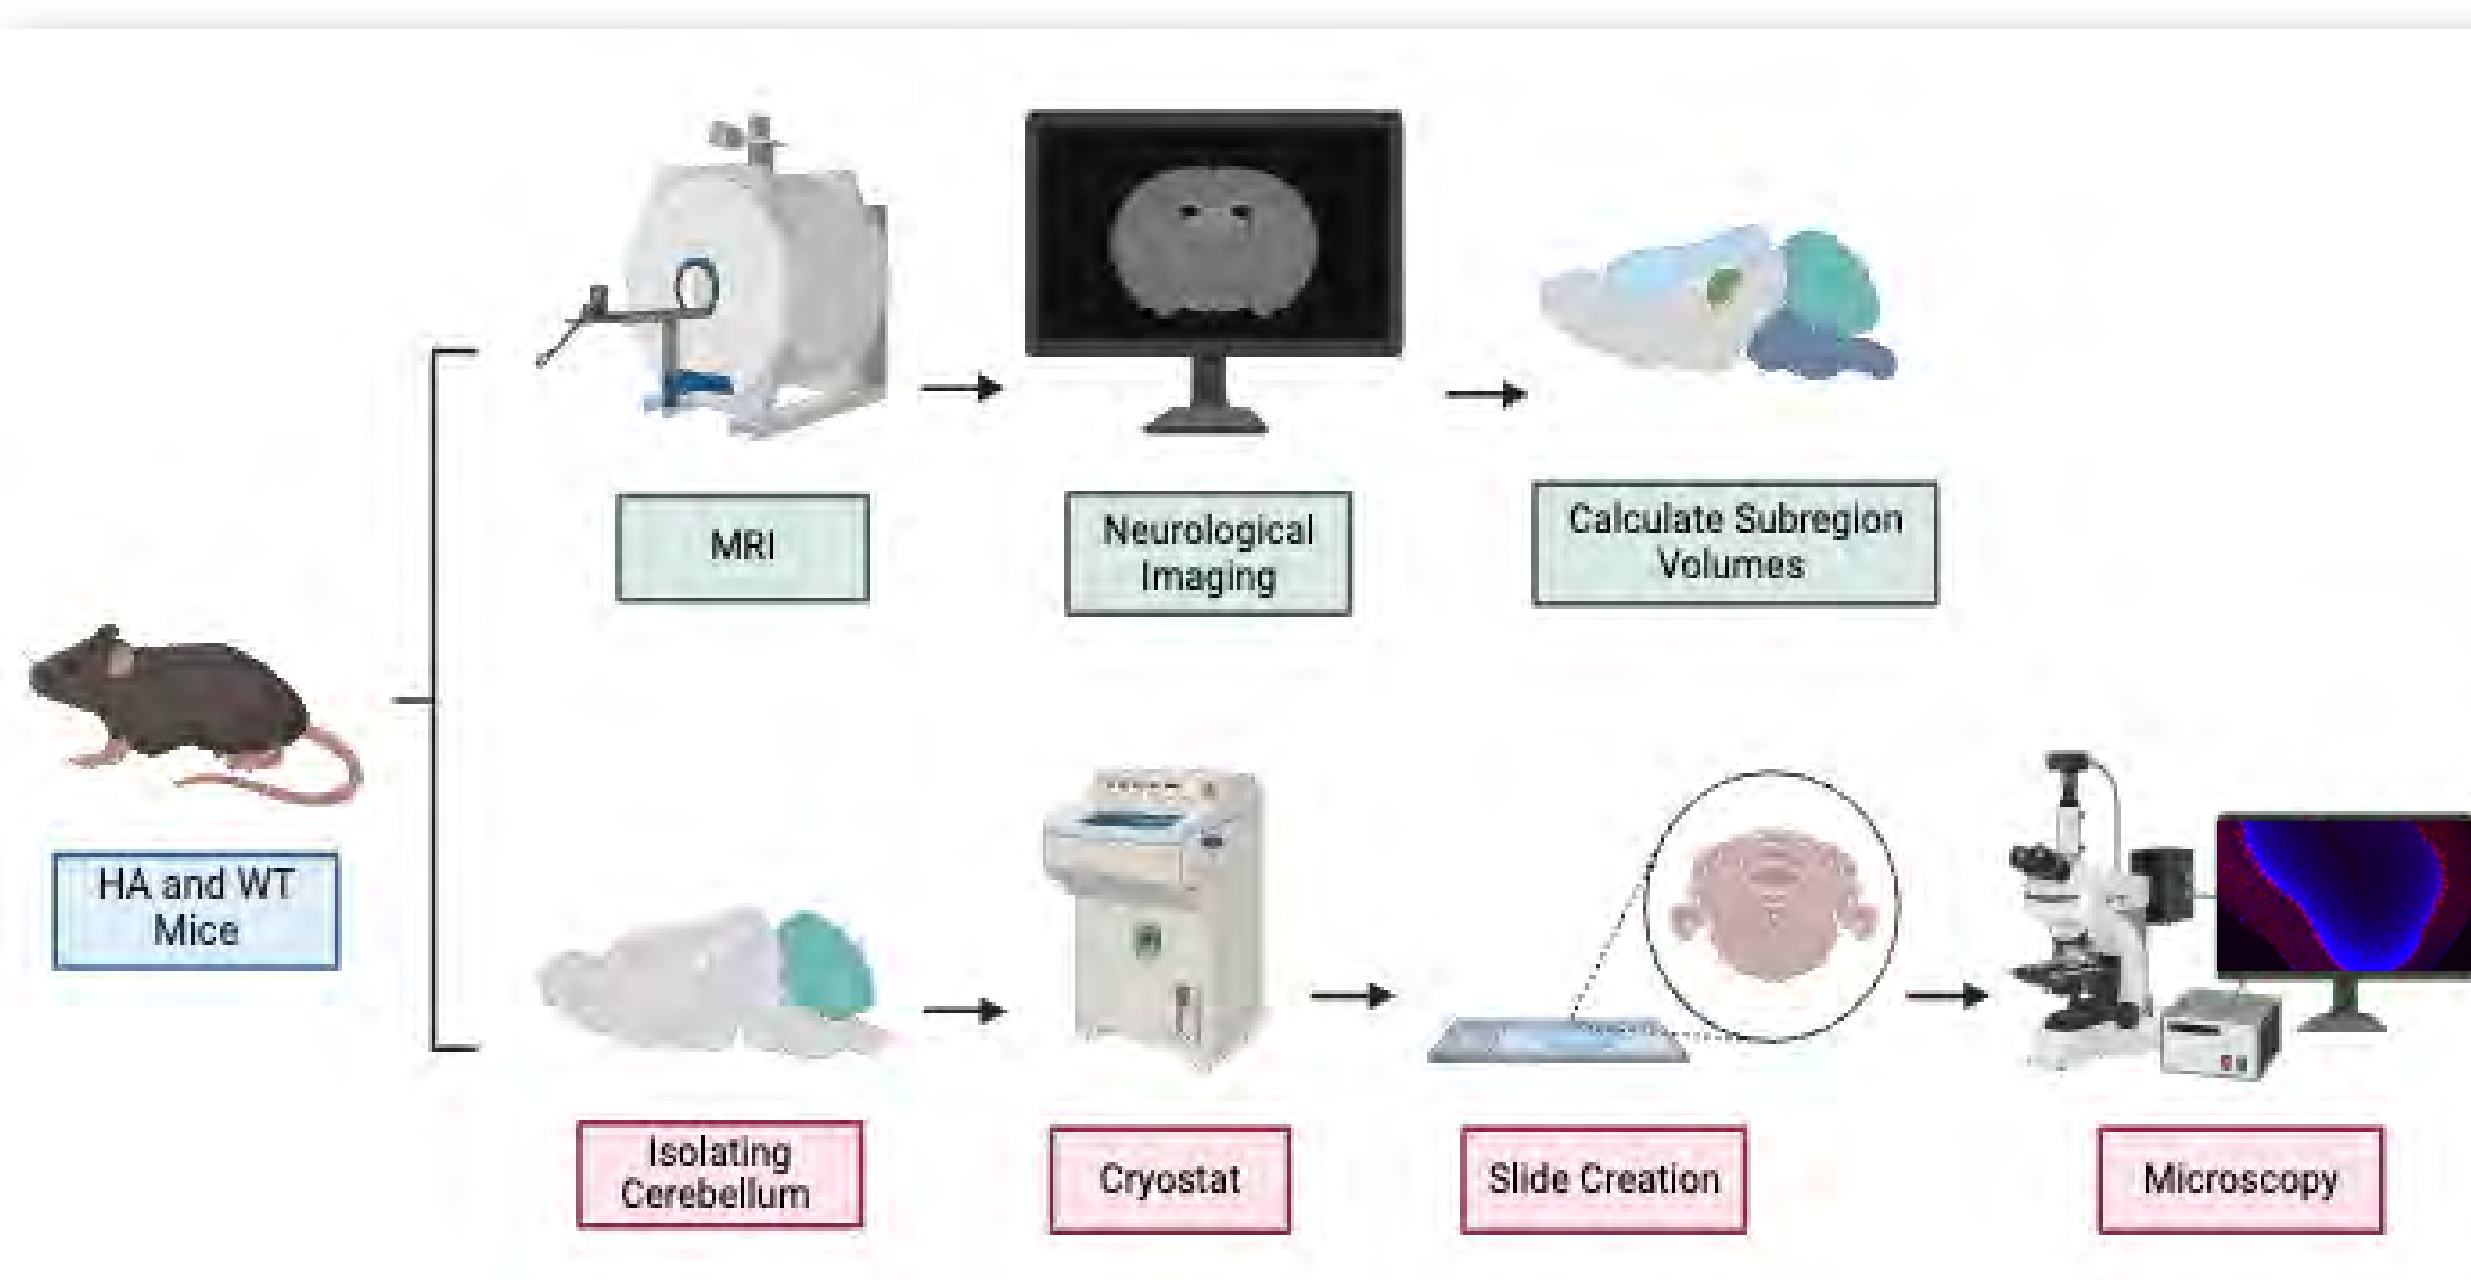 MRI
Neurological
Imaging
Calculate Subregion
Volumes
HA and WT
Mice
Isolating
Cerebellum
Cryostat
Slide Creation
Microscopy